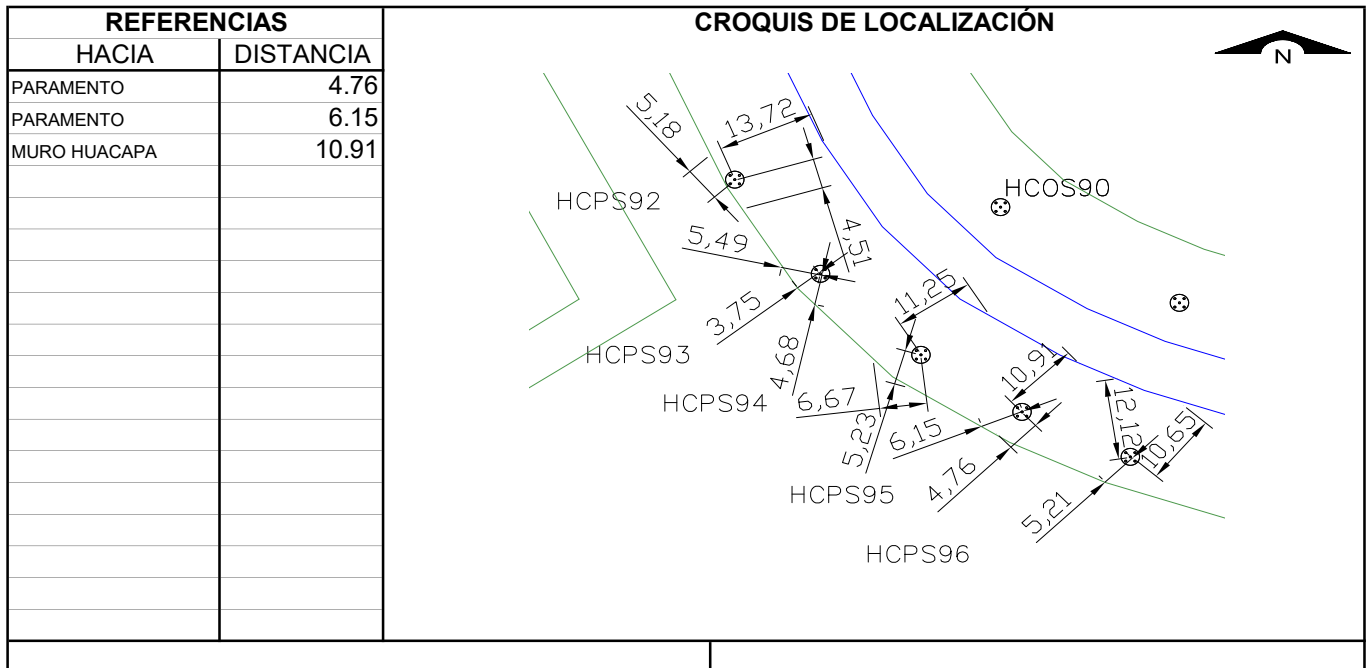 REFERENCIAS
HACIA DISTANCIA
PARAMENTO 4.76
PARAMENTO 6.15
MURO HUACAPA 10.91
CROQUIS DE LOCALIZACIÓN
N
5,18
13,72
HCPS92
HCOS90
5,49
4,51
3,75
11,25
HCPS93
4,68
10,91
HCPS94
6,67
12,12
5,23
6,15
10,65
4,76
HCPS95
5,21
HCPS96